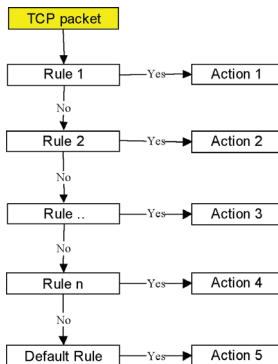 TCP packet
Rule 1 Yes Action 1
No
Rule 2 Yes Action 2
No
Rule .. Yes Action 3
No
Rule n Yes Action 4
No
Default Rule Yes Action 5